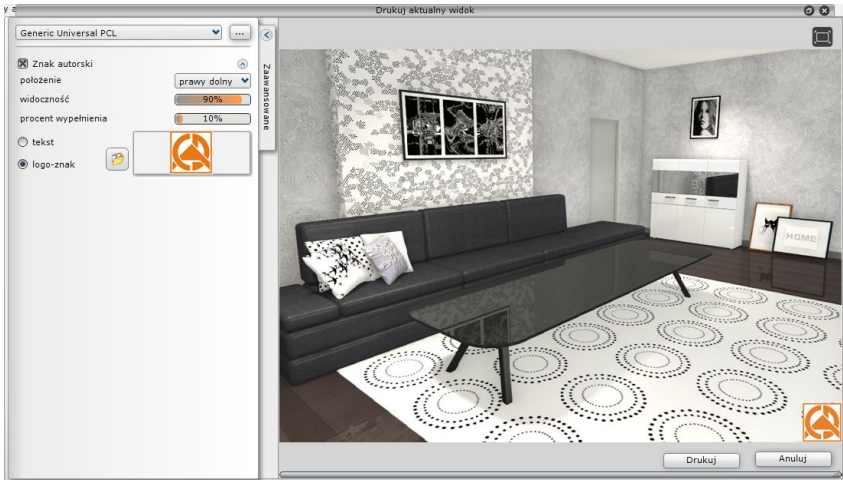 y a
Drukuj aktualny widok
Generic Universal PCL
...
Znak autorski
położenie
prawy dolny
widoczność
90%
procent wypełnienia
10%
tekst
logo-znak
Zaawansowane
HOME
Drukuj
Anuluj